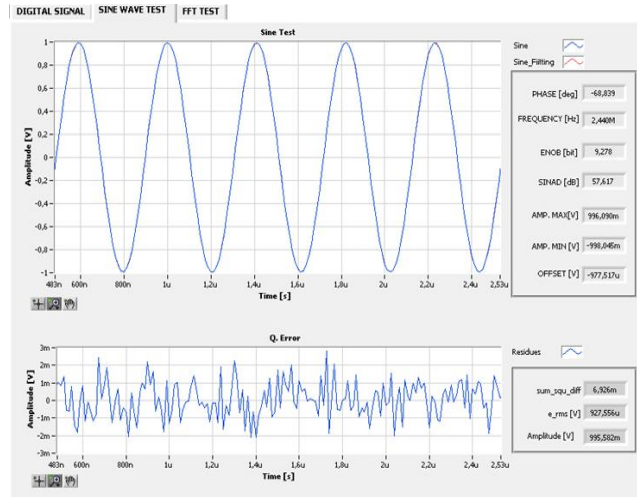 DIGITAL SIGNAL SINE WAVE TEST FFT TEST
Sine Test
Sine
Sine_Fiitting
Amplitude [V]
1
0,8
0,6
0,4
0,2
0
-0,2
-0,4
-0,6
-0,8
-1
483n 600n 800n 1u 1,2u 1,4u 1,6u 1,8u 2u 2,2u 2,4u 2,53u
Time [s]
PHASE [deg] -68,839
FREQUENCY [Hz] 2,440M
ENOB [bit] 9,278
SINAD [dB] 57,617
AMP. MAX[V] 996,090m
AMP. MIN [V] -998,045m
OFFSET [V] -977,517u
Q. Error
Residues
Amplitude [V]
3m
2m
1m
0
-1m
-2m
-3m
483n 600n 800n 1u 1,2u 1,4u 1,6u 1,8u 2u 2,2u 2,4u 2,53u
Time [s]
sum_squ_diff 6,926m
e_rms [V] 927,556u
Amplitude [V] 995,582m